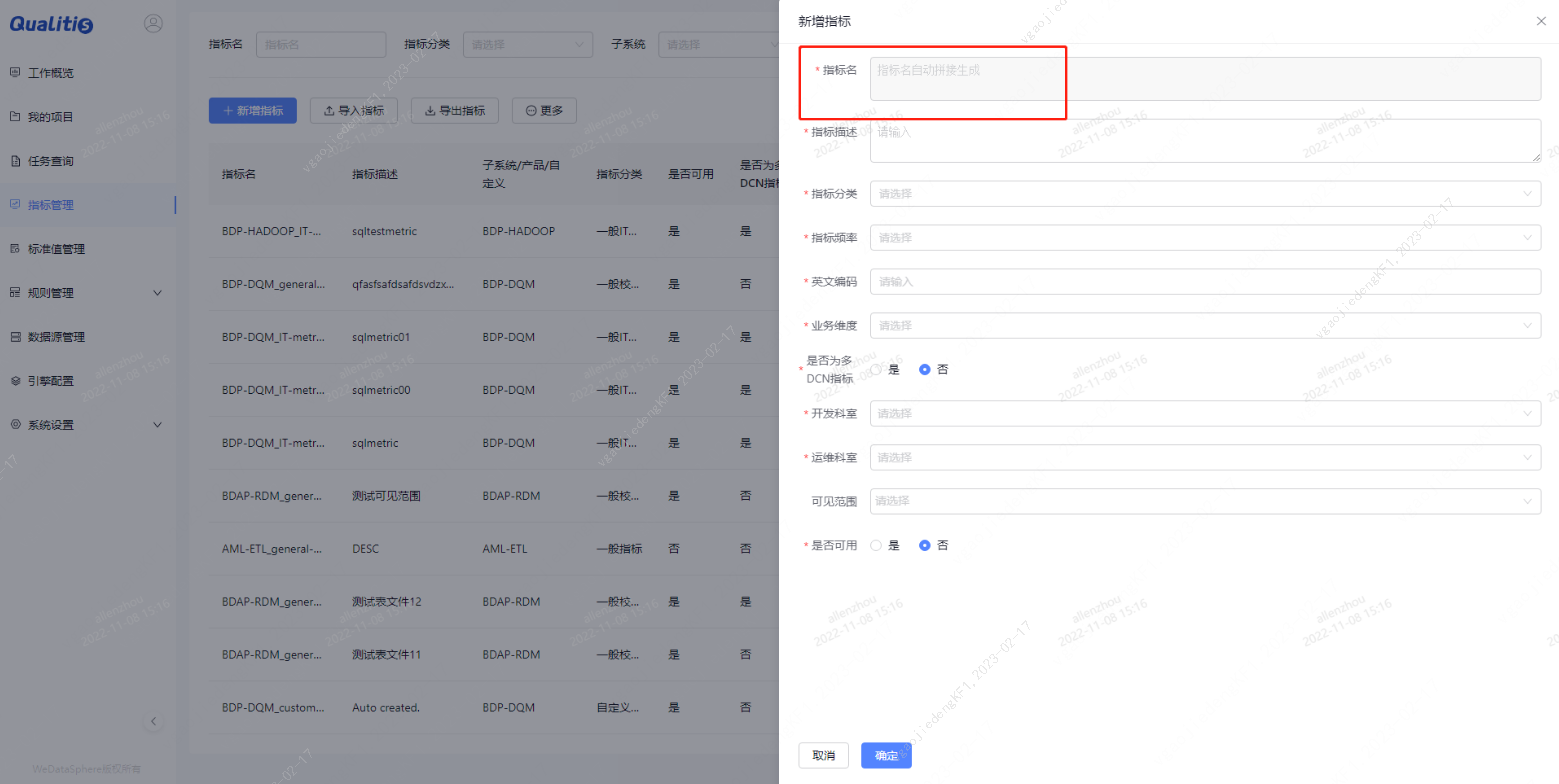 Qualitis
工作概览
我的项目
任务查询
指标管理
标准值管理
规则管理
数据源管理
引擎配置
系统设置
WeDataSphere版权所有
指标名 指标名 指标分类 请选择 子系统 请选择
新增指标 导入指标 导出指标 更多
指标名 指标描述 子系统/产品/自定义 指标分类 是否可用 是否为多DCN指标
BDP-HADOOP_IT-... sqltestmetric BDP-HADOOP 一般IT... 是 是
BDP-DQM_general... qfasfsafdsafdsvdzx... BDP-DQM 一般校... 是 否
BDP-DQM_IT-metr... sqlmetric01 BDP-DQM 一般IT... 是 是
BDP-DQM_IT-metr... sqlmetric00 BDP-DQM 一般IT... 是 是
BDP-DQM_IT-metr... sqlmetric BDP-DQM 一般IT... 是 是
BDAP-RDM_gener... 测试可见范围 BDAP-RDM 一般校... 是 否
AML-ETL_general-... DESC AML-ETL 一般指标 否 否
BDAP-RDM_gener... 测试表文件12 BDAP-RDM 一般校... 是 是
BDAP-RDM_gener... 测试表文件11 BDAP-RDM 一般校... 是 否
BDP-DQM_custom... Auto created. BDP-DQM 自定义... 是 否
新增指标
* 指标名 指标名自动拼接生成
* 指标描述 请输入
* 指标分类 请选择
* 指标频率 请选择
* 英文编码 请输入
* 业务维度 请选择
* 是否为多
DCN指标 是 否
* 开发科室 请选择
* 运维科室 请选择
可见范围 请选择
* 是否可用 是 否
取消 确定
allenzhou
2022-11-08 15:16
vgaojiedengKF1, 2023-02-17